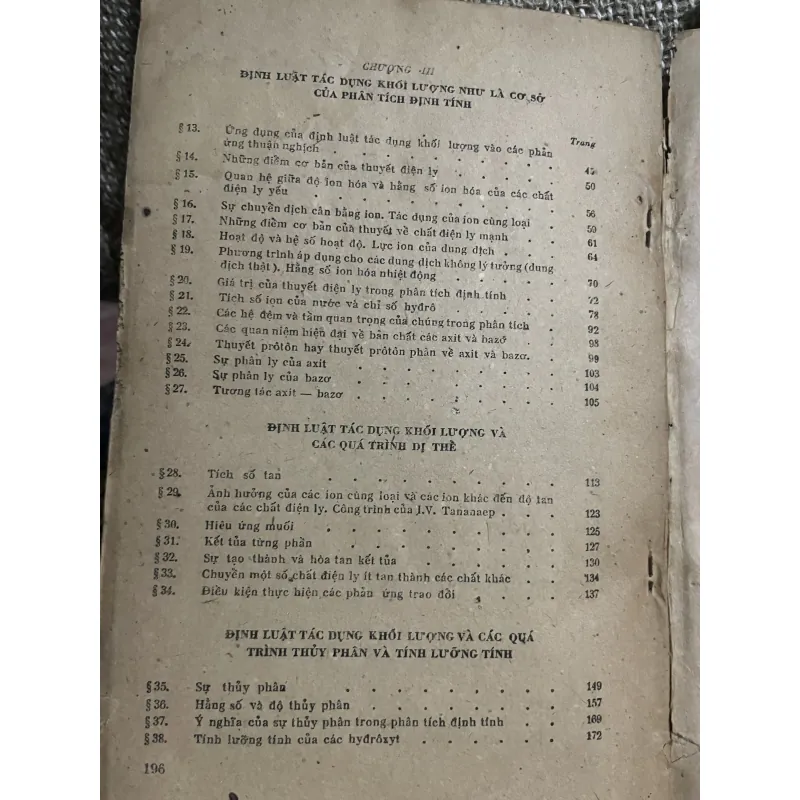 CHƯƠNG III
ĐỊNH LUẬT TÁC DỤNG KHỐI LƯỢNG NHƯ LÀ CƠ SỞ
CỦA PHÂN TÍCH ĐỊNH TÍNH
Trang
§ 13. Ứng dụng của định luật tác dụng khối lượng vào các phản
ứng thuận nghịch . . . . . . . . . 45
§ 14. Những điểm cơ bản của thuyết điện ly . . . . . 50
§ 15. Quan hệ giữa độ ion hóa và hằng số ion hóa của các chất
điện ly yếu . . . . . . . . . . 56
§ 16. Sự chuyển dịch cân bằng ion. Tác dụng của ion cùng loại . 59
§ 17. Những điểm cơ bản của thuyết về chất điện ly mạnh . . 61
§ 18. Hoạt độ và hệ số hoạt độ. Lực ion của dung dịch . . . 64
§ 19. Phương trình áp dụng cho các dung dịch không lý tưởng (dung
dịch thật). Hằng số ion hóa nhiệt động . . . . . 70
§ 20. Giá trị của thuyết điện ly trong phân tích định tính . . 72
§ 21. Tích số ion của nước và chỉ số hyđrô . . . . . 78
§ 22. Các hệ đệm và tầm quan trọng của chúng trong phân tích . 92
§ 23. Các quan niệm hiện đại về bản chất các axit và bazơ . . 98
§ 24. Thuyết prôtôn hay thuyết prôtôn phân về axit và bazơ. . 99
§ 25. Sự phân ly của axit . . . . . . . . 103
§ 26. Sự phân ly của bazơ . . . . . . . . 104
§ 27. Tương tác axit — bazơ . . . . . . . . 105
ĐỊNH LUẬT TÁC DỤNG KHỐI LƯỢNG VÀ
CÁC QUÁ TRÌNH DỊ THỂ
§ 28. Tích số tan . . . . . . . . . . 113
§ 29. Ảnh hưởng của các ion cùng loại và các ion khác đến độ tan
của các chất điện ly. Công trình của I.V. Tananaep . . . 123
§ 30. Hiệu ứng muối . . . . . . . . . 125
§ 31. Kết tủa từng phần . . . . . . . . 127
§ 32. Sự tạo thành và hòa tan kết tủa . . . . . . 130
§ 33. Chuyển một số chất điện ly ít tan thành các chất khác . . 134
§ 34. Điều kiện thực hiện các phản ứng trao đổi . . . . 137
ĐỊNH LUẬT TÁC DỤNG KHỐI LƯỢNG VÀ CÁC QUÁ
TRÌNH THỦY PHÂN VÀ TÍNH LƯỠNG TÍNH
§ 35. Sự thủy phân . . . . . . . . . 149
§ 36. Hằng số và độ thủy phân . . . . . . . 157
§ 37. Ý nghĩa của sự thủy phân trong phân tích định tính . . 169
§ 38. Tính lưỡng tính của các hyđrôxyt . . . . . 172
196